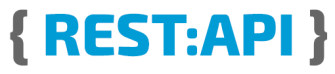 { REST:API }